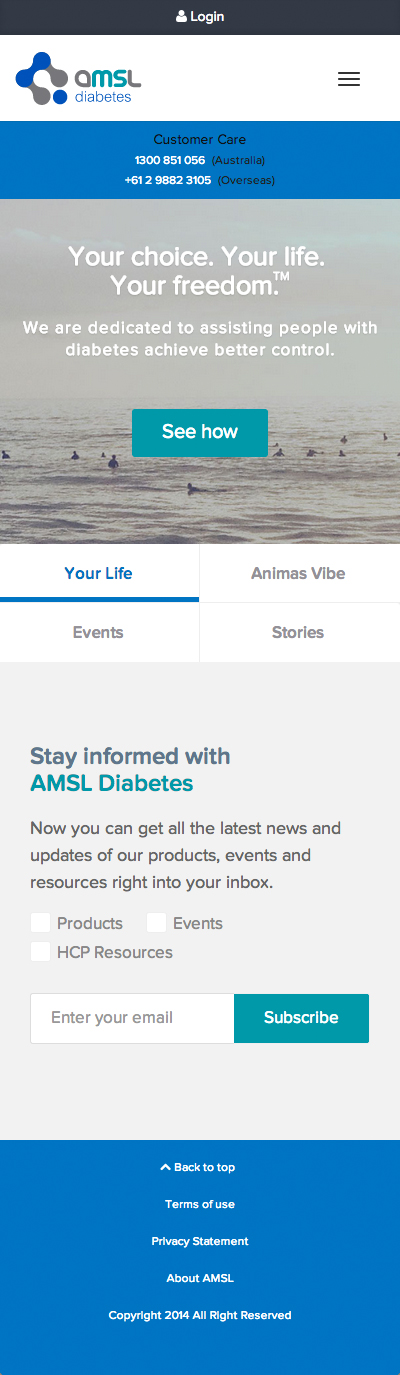 Login
amsl
diabetes
Customer Care
1300 851 056 (Australia)
+61 2 9882 3105 (Overseas)
Your choice. Your life.
Your freedom.™
We are dedicated to assisting people with
diabetes achieve better control.
See how
Your Life
Animas Vibe
Events
Stories
Stay informed with
AMSL Diabetes
Now you can get all the latest news and
updates of our products, events and
resources right into your inbox.
Products Events
HCP Resources
Enter your email Subscribe
Back to top
Terms of use
Privacy Statement
About AMSL
Copyright 2014 All Right Reserved